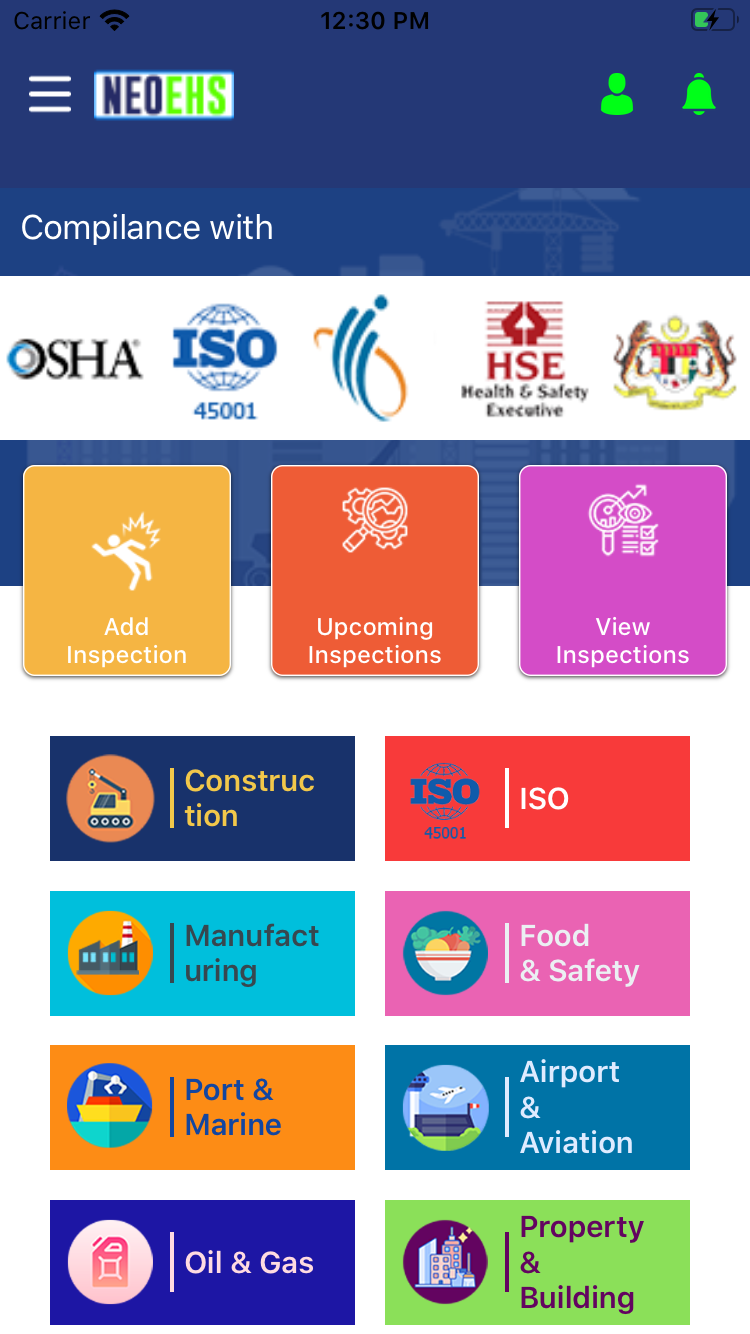 Carrier
12:30 PM
NEOEHS
Compilance with
OSHA®
ISO
45001
HSE
Health & Safety
Executive
Add
Inspection
Upcoming
Inspections
View
Inspections
Construc
tion
ISO
45001
ISO
Manufact
uring
Food
& Safety
Port &
Marine
Airport
&
Aviation
Oil & Gas
Property
&
Building